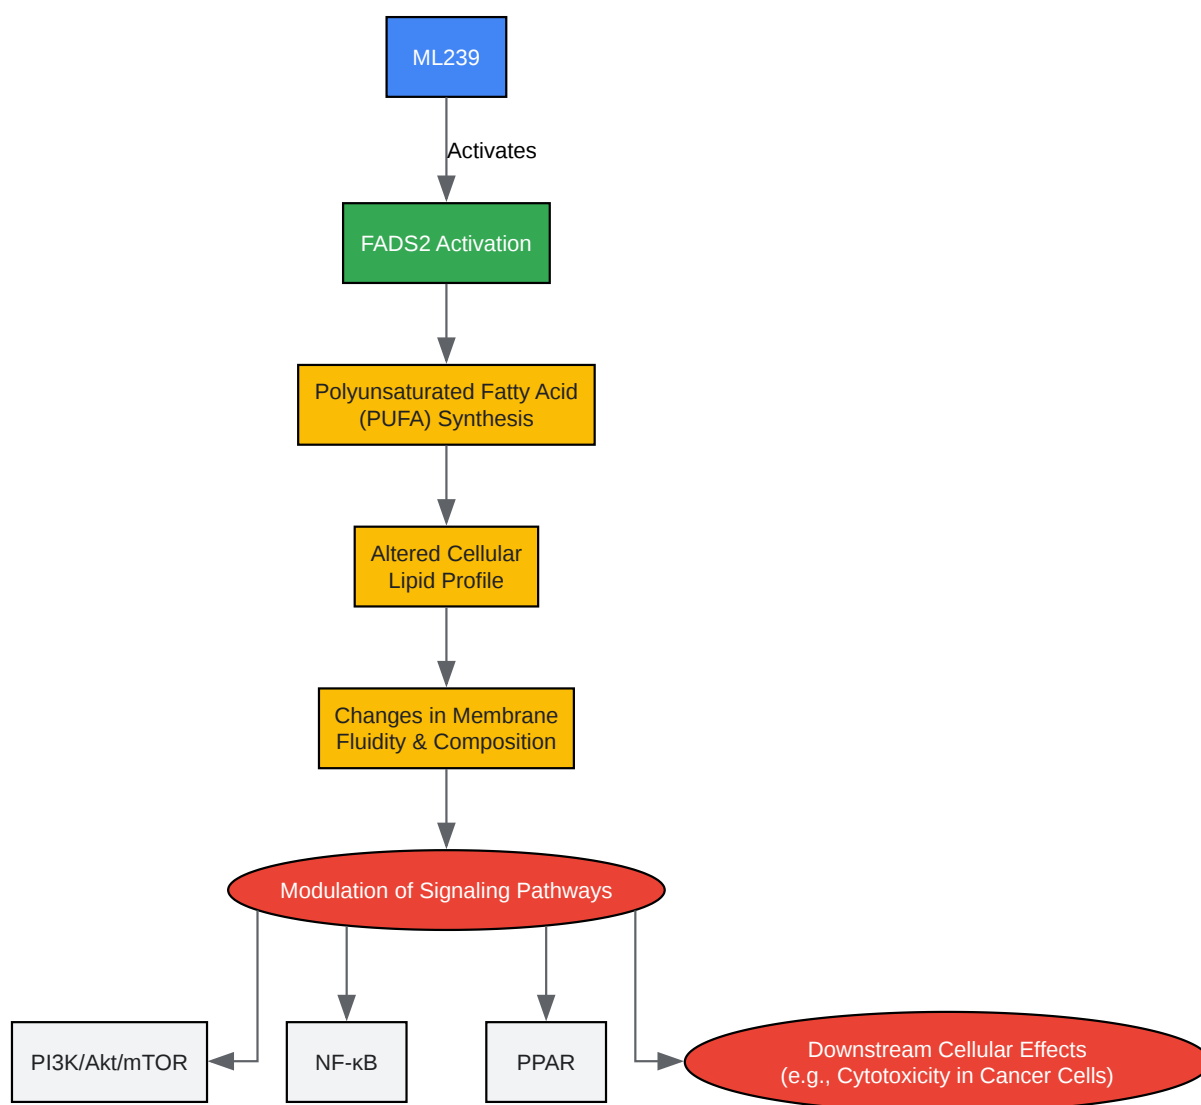 ML239
Activates
FADS2 Activation
Polyunsaturated Fatty Acid
(PUFA) Synthesis
Altered Cellular
Lipid Profile
Changes in Membrane
Fluidity & Composition
Modulation of Signaling Pathways
PI3K/Akt/mTOR
NF-κB
PPAR
Downstream Cellular Effects
(e.g., Cytotoxicity in Cancer Cells)